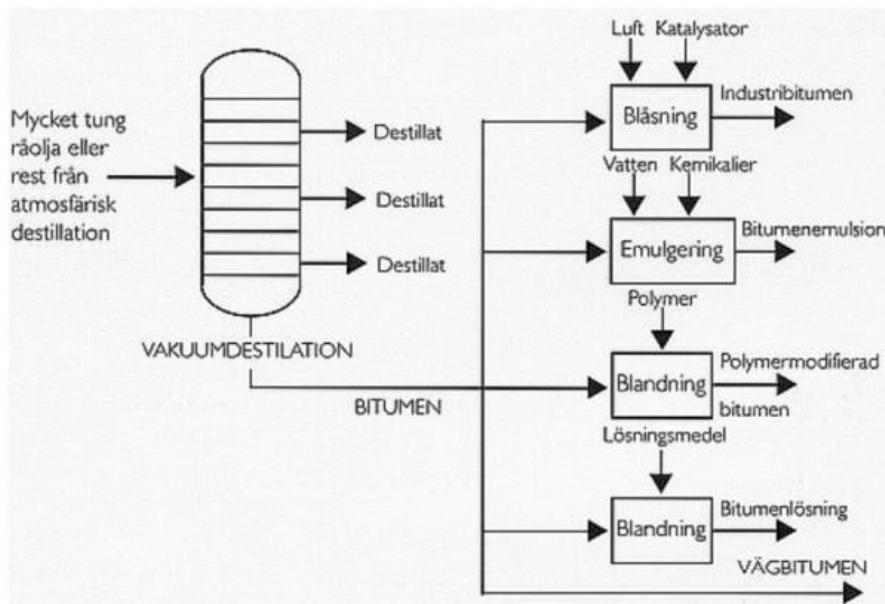 Mycket tung
råolja eller
rest från
atmosfärisk
destillation
Destillat
Destillat
Destillat
VAKUUMDESTILATION
BITUMEN
Luft Katalysator
Blåsning
Industribitumen
Vatten Kemikalier
Emulgering
Bitumenemulsion
Polymer
Blandning
Polymermodifierad
bitumen
Lösningsmedel
Blandning
Bitumenlösning
VÄGBITUMEN